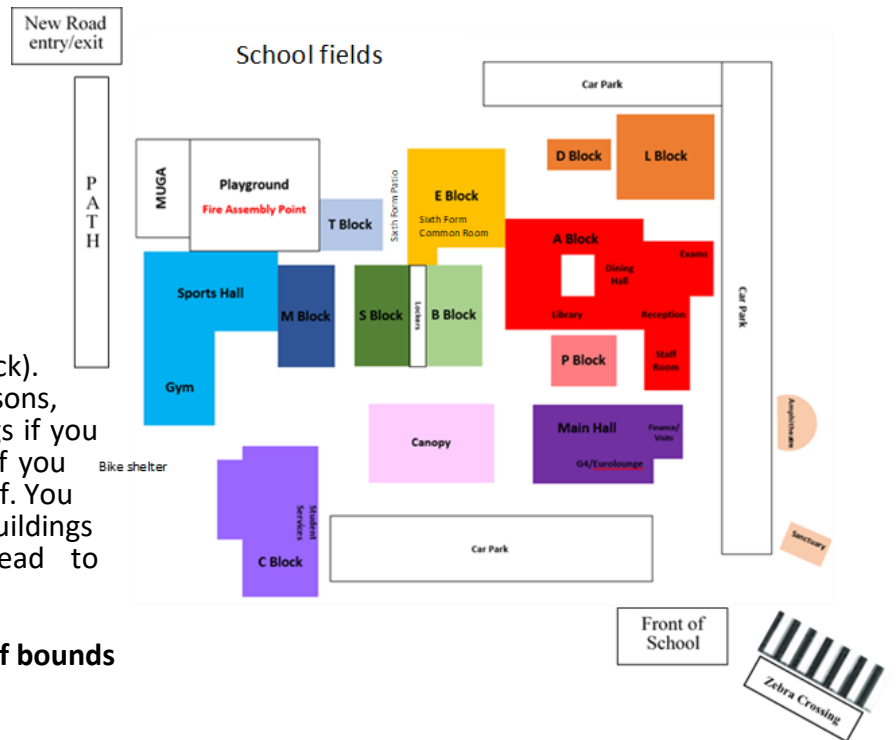 New Road
entry/exit
School fields
Car Park
PATH
MUGA
Playground
Fire Assembly Point
T Block
Sixth Form Patio
E Block
Sixth Form
Common Room
D Block
L Block
A Block
Exams
Dining
Hall
Library
Reception
Staff
Room
Car Park
Sports Hall
M Block
S Block
Lockers
B Block
P Block
Gym
Canopy
Main Hall
Finance/
Visits
G4/Eurolounge
Amphitheatre
Sanctuary
ck).
sons,
gs if you
if you
f. You
uildings
ead to
f bounds
Bike shelter
Student
Services
C Block
Car Park
Front of
School
Zebra Crossing